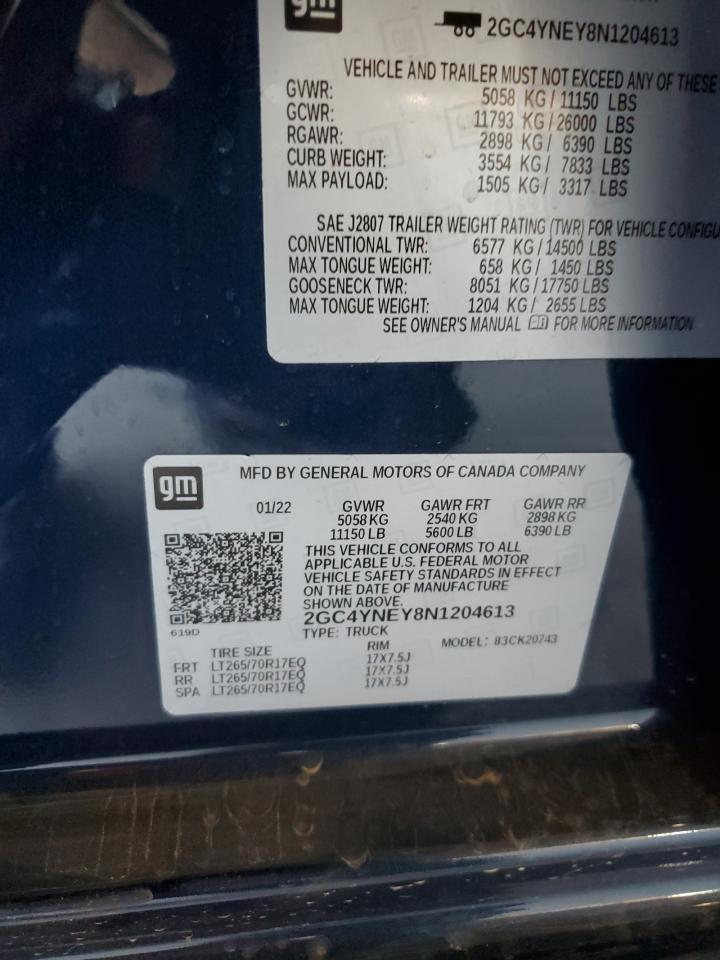 gm
2GC4YNEY8N1204613
VEHICLE AND TRAILER MUST NOT EXCEED ANY OF THESE
GVWR: 5058 KG/ 11150 LBS
GCWR: 11793 KG/ 26000 LBS
RGAWR: 2898 KG/ 6390 LBS
CURB WEIGHT: 3554 KG/ 7833 LBS
MAX PAYLOAD: 1505 KG/ 3317 LBS
SAE J2807 TRAILER WEIGHT RATING (TWR) FOR VEHICLE
CONVENTIONAL TWR: 6577 KG/14500 LBS
MAX TONGUE WEIGHT: 658 KG/ 1450 LBS
GOOSENECK TWR: 8051 KG/17750 LBS
MAX TONGUE WEIGHT: 1204 KG/ 2655 LBS
SEE OWNER'S MANUAL FOR MORE INFORMATION
gm
MFD BY GENERAL MOTORS OF CANADA COMPANY
01/22 GVWR GAWR FRT GAWR RR
5058 KG 2540 KG 2898 KG
11150 LB 5600 LB 6390 LB
THIS VEHICLE CONFORMS TO ALL
APPLICABLE U.S. FEDERAL MOTOR
VEHICLE SAFETY STANDARDS IN EFFECT
ON THE DATE OF MANUFACTURE
SHOWN ABOVE.
2GC4YNEY8N1204613
619D
TYPE: TRUCK MODEL: 83CK20743
TIRE SIZE RIM
FRT LT265/70R17EQ 17X7.5J
RR LT265/70R17EQ 17X7.5J
SPA LT265/70R17EQ 17X7.5J